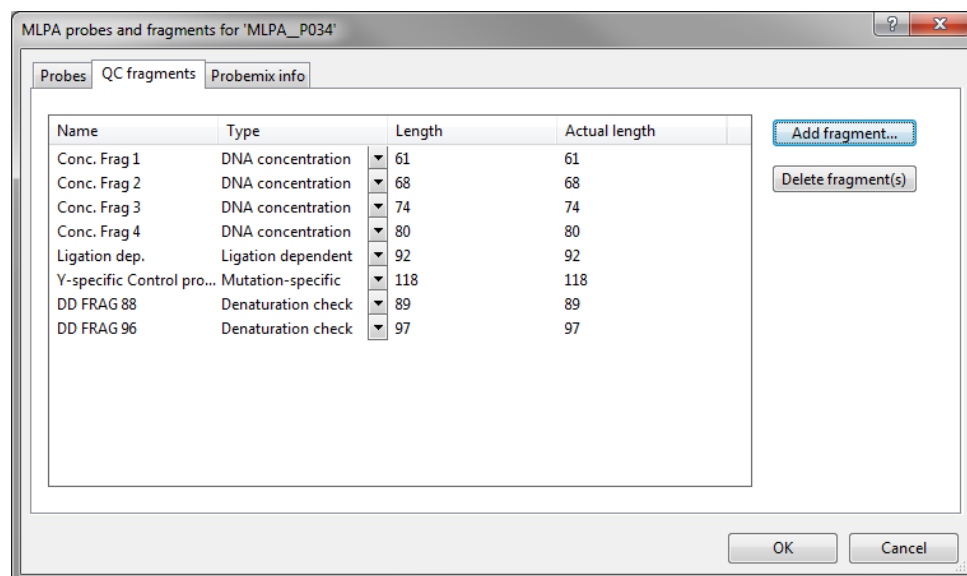 MLPA probes and fragments for 'MLPA__P034'
Probes QC fragments Probemix info
Name Type Length Actual length
Conc. Frag 1 DNA concentration 61 61
Conc. Frag 2 DNA concentration 68 68
Conc. Frag 3 DNA concentration 74 74
Conc. Frag 4 DNA concentration 80 80
Ligation dep. Ligation dependent 92 92
Y-specific Control pro... Mutation-specific 118 118
DD FRAG 88 Denaturation check 89 89
DD FRAG 96 Denaturation check 97 97
Add fragment...
Delete fragment(s)
OK Cancel